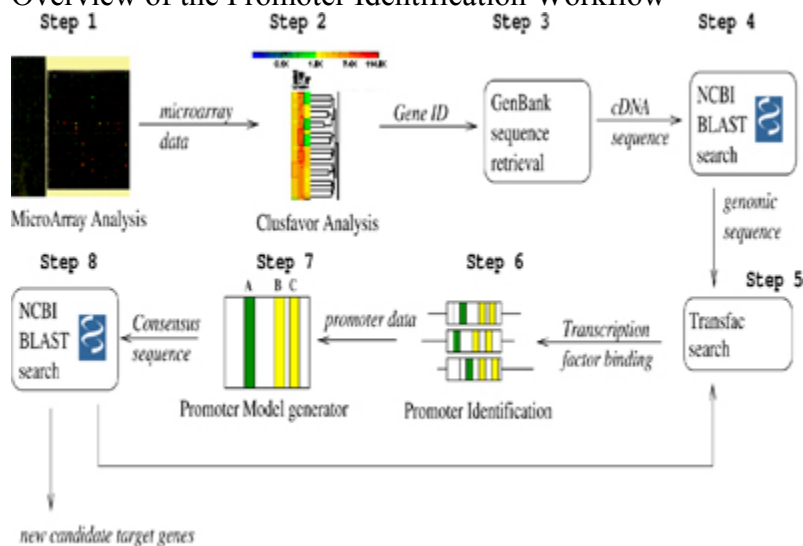 Overview of the Promoter Identification Workflow
Step 1
Step 2
Step 3
Step 4
microarray
data
Gene ID
GenBank
sequence
retrieval
cDNA
sequence
NCBI
BLAST
search
MicroArray Analysis
Clusfavor Analysis
genomic
sequence
Step 8
Step 7
Step 6
Step 5
A B C
NCBI
BLAST
search
Consensus
sequence
promoter data
Transcription
factor binding
Transfac
search
Promoter Model generator
Promoter Identification
new candidate target genes